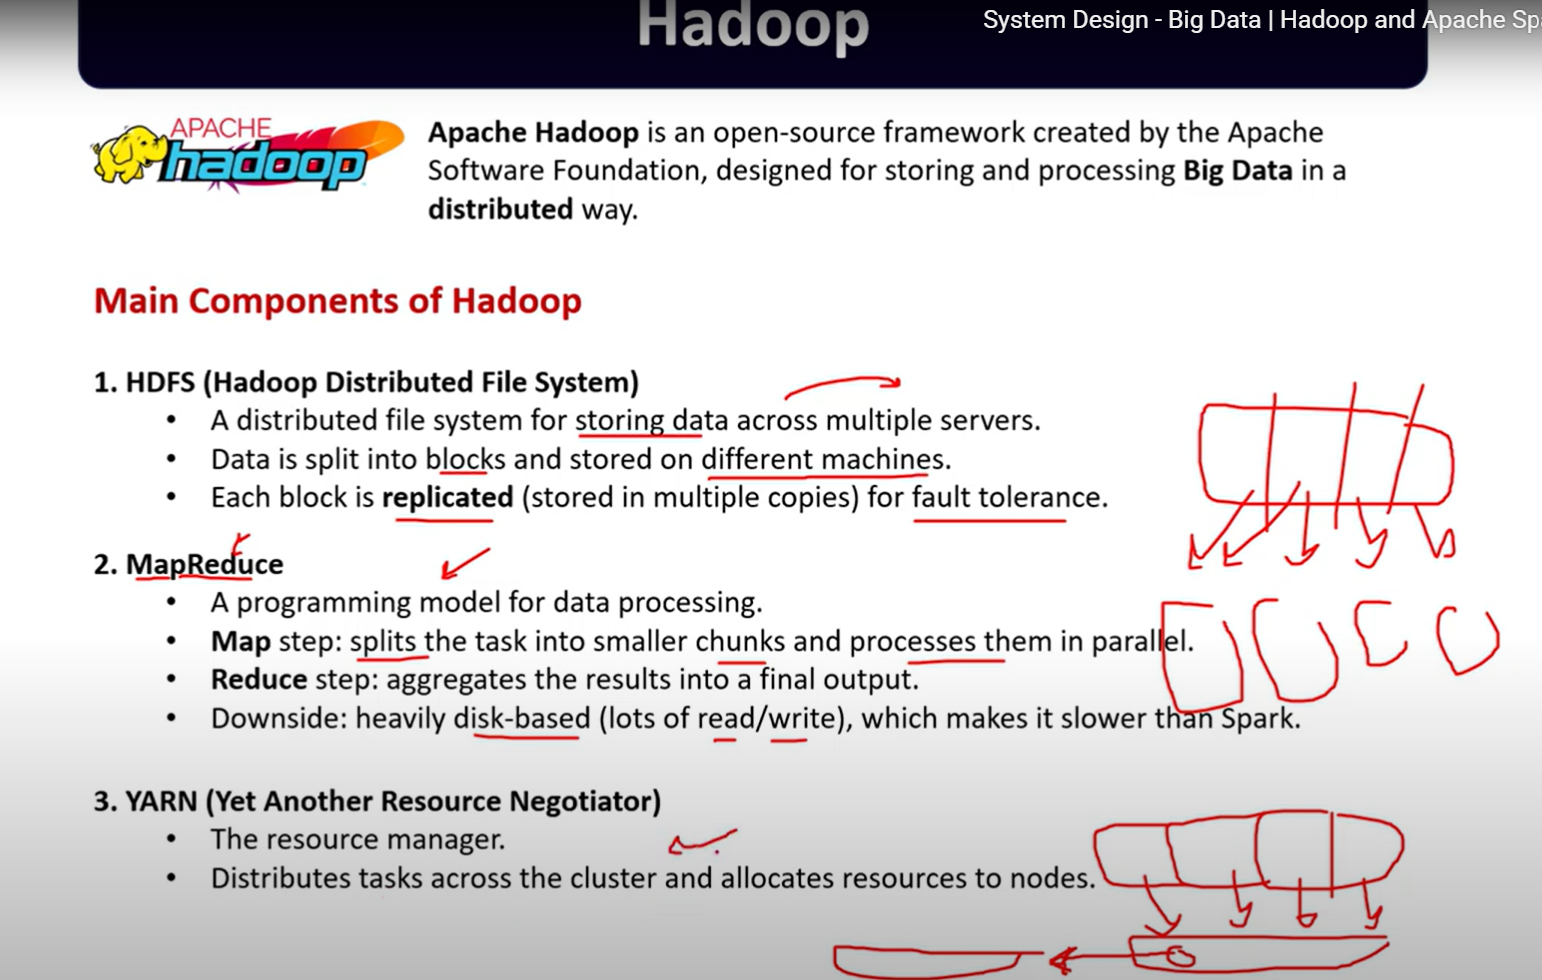 Hadoop
System Design - Big Data | Hadoop and Apache Sp
APACHE
hadoop
Apache Hadoop is an open-source framework created by the Apache
Software Foundation, designed for storing and processing Big Data in a
distributed way.
Main Components of Hadoop
1. HDFS (Hadoop Distributed File System)
• A distributed file system for storing data across multiple servers.
• Data is split into blocks and stored on different machines.
• Each block is replicated (stored in multiple copies) for fault tolerance.
2. MapReduce
• A programming model for data processing.
• Map step: splits the task into smaller chunks and processes them in parallel.
• Reduce step: aggregates the results into a final output.
• Downside: heavily disk-based (lots of read/write), which makes it slower than Spark.
3. YARN (Yet Another Resource Negotiator)
• The resource manager.
• Distributes tasks across the cluster and allocates resources to nodes.